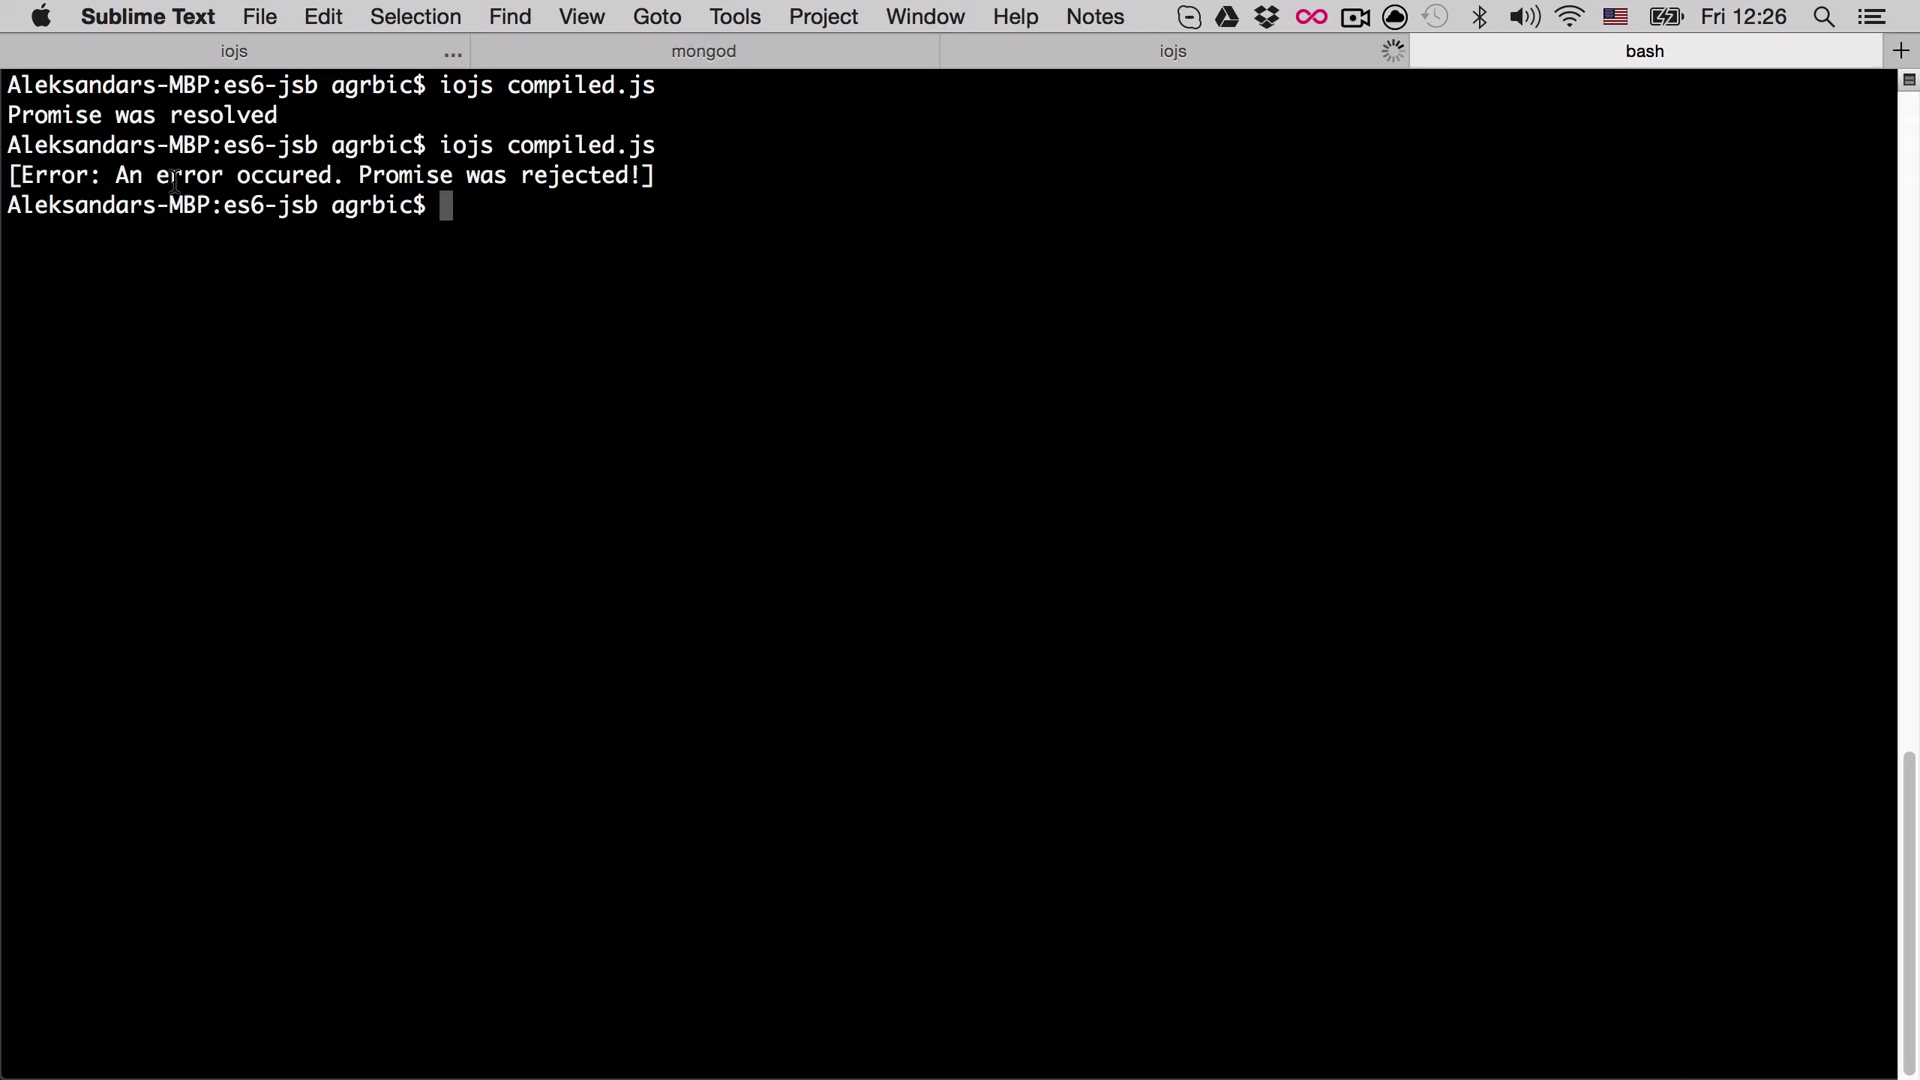 Sublime Text File Edit Selection Find View Goto Tools Project Window Help Notes Fri 12:26
iojs ... mongod iojs bash +
Aleksandars-MBP:es6-jsb agrbic$ iojs compiled.js
Promise was resolved
Aleksandars-MBP:es6-jsb agrbic$ iojs compiled.js
[Error: An error occured. Promise was rejected!]
Aleksandars-MBP:es6-jsb agrbic$